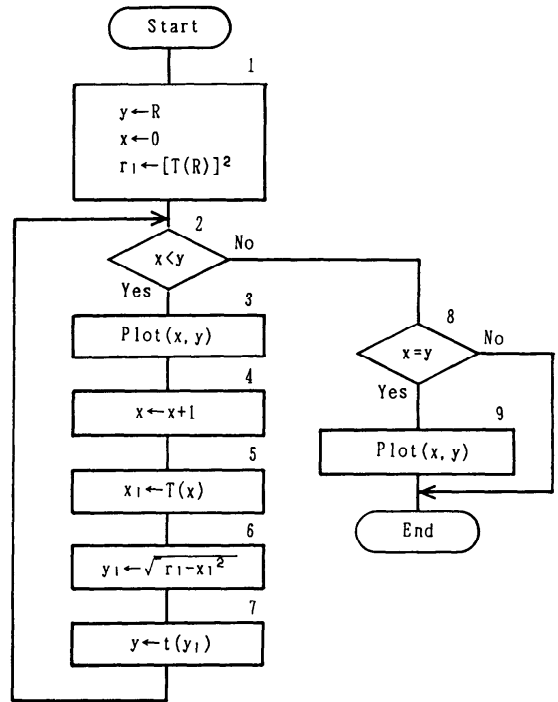 Start
1
y←R
x←0
r₁←[T(R)]²
2
x<y
No
Yes
3
Plot(x,y)
4
x←x+1
5
x₁←T(x)
6
y₁←√r₁-x₁²
7
y←t(y₁)
8
x=y
No
Yes
9
Plot(x,y)
End